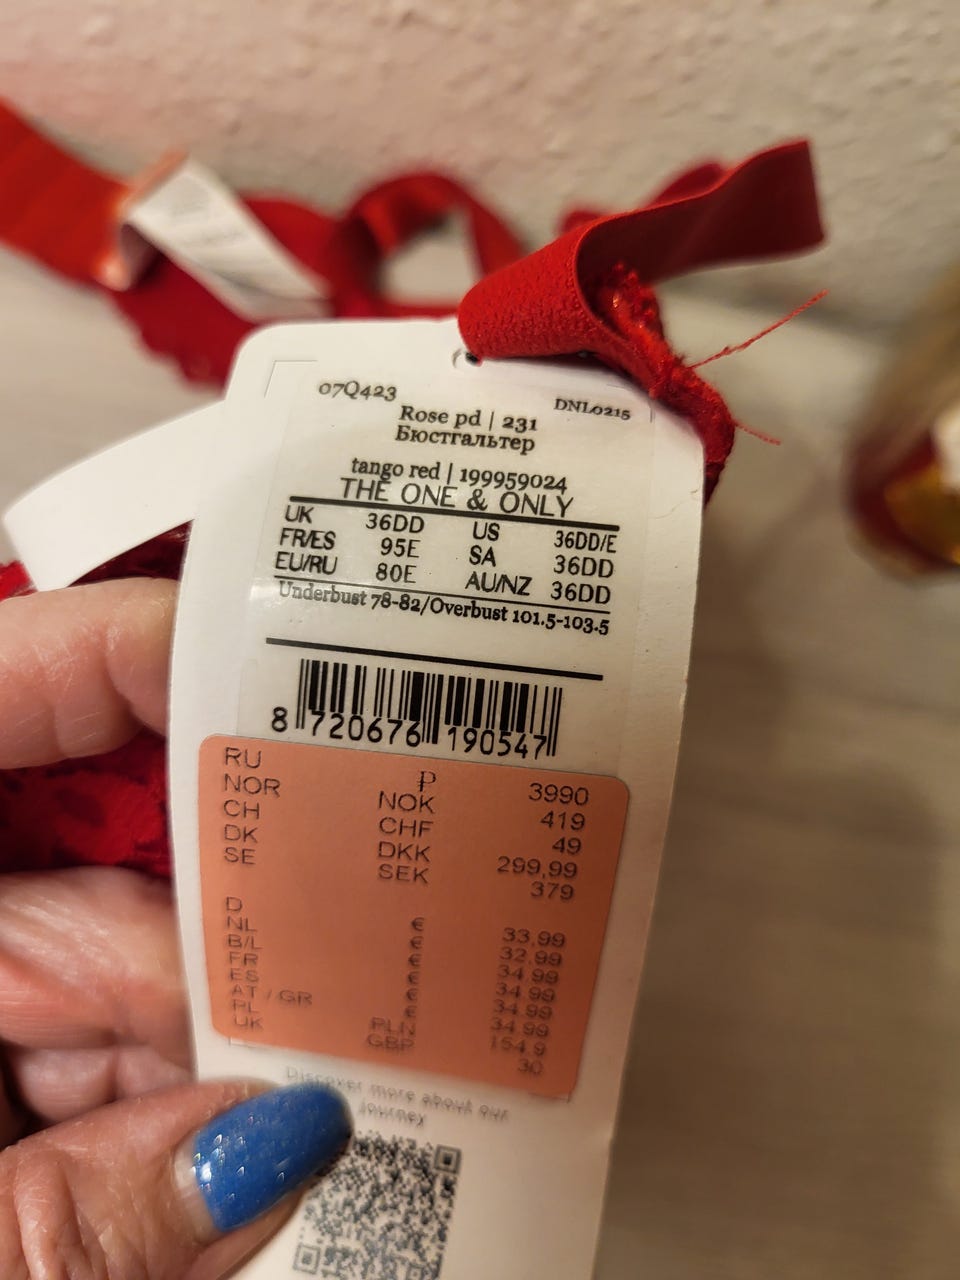 07Q423 DNL0215
Rose pd | 231
Бюстгальтер
tango red | 199959024
THE ONE & ONLY
UK 36DD US 36DD/E
FR/ES 95E SA 36DD
EU/RU 80E AU/NZ 36DD
Underbust 78-82/Overbust 101.5-103.5
8 720676 190547
RU ₽ 3990
NOR NOK 419
CH CHF 49
DK DKK 299,99
SE SEK 379
D € 33,99
NL € 32,99
B/L € 34,99
FR € 34,99
ES € 34,99
AT / GR € 34,99
PL PLN 154,9
UK GBP 30
Discover more about our
journey